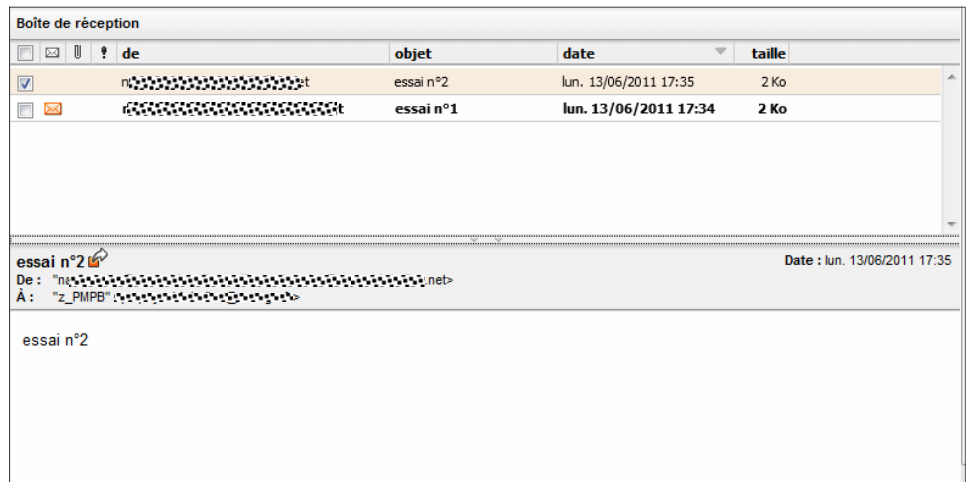 Boîte de réception
de objet date taille
essai n°2 lun. 13/06/2011 17:35 2 Ko
essai n°1 lun. 13/06/2011 17:34 2 Ko
essai n°2 Date : lun. 13/06/2011 17:35
De : .net>
À : "z_PMPB"
essai n°2